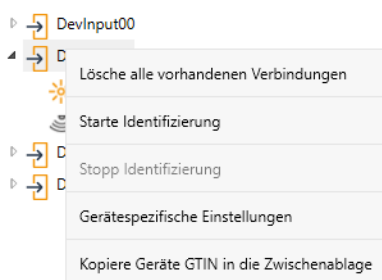 DevInput00
D
Lösche alle vorhandenen Verbindungen
Starte Identifizierung
Stopp Identifizierung
D
D
Gerätespezifische Einstellungen
Kopiere Geräte GTIN in die Zwischenablage